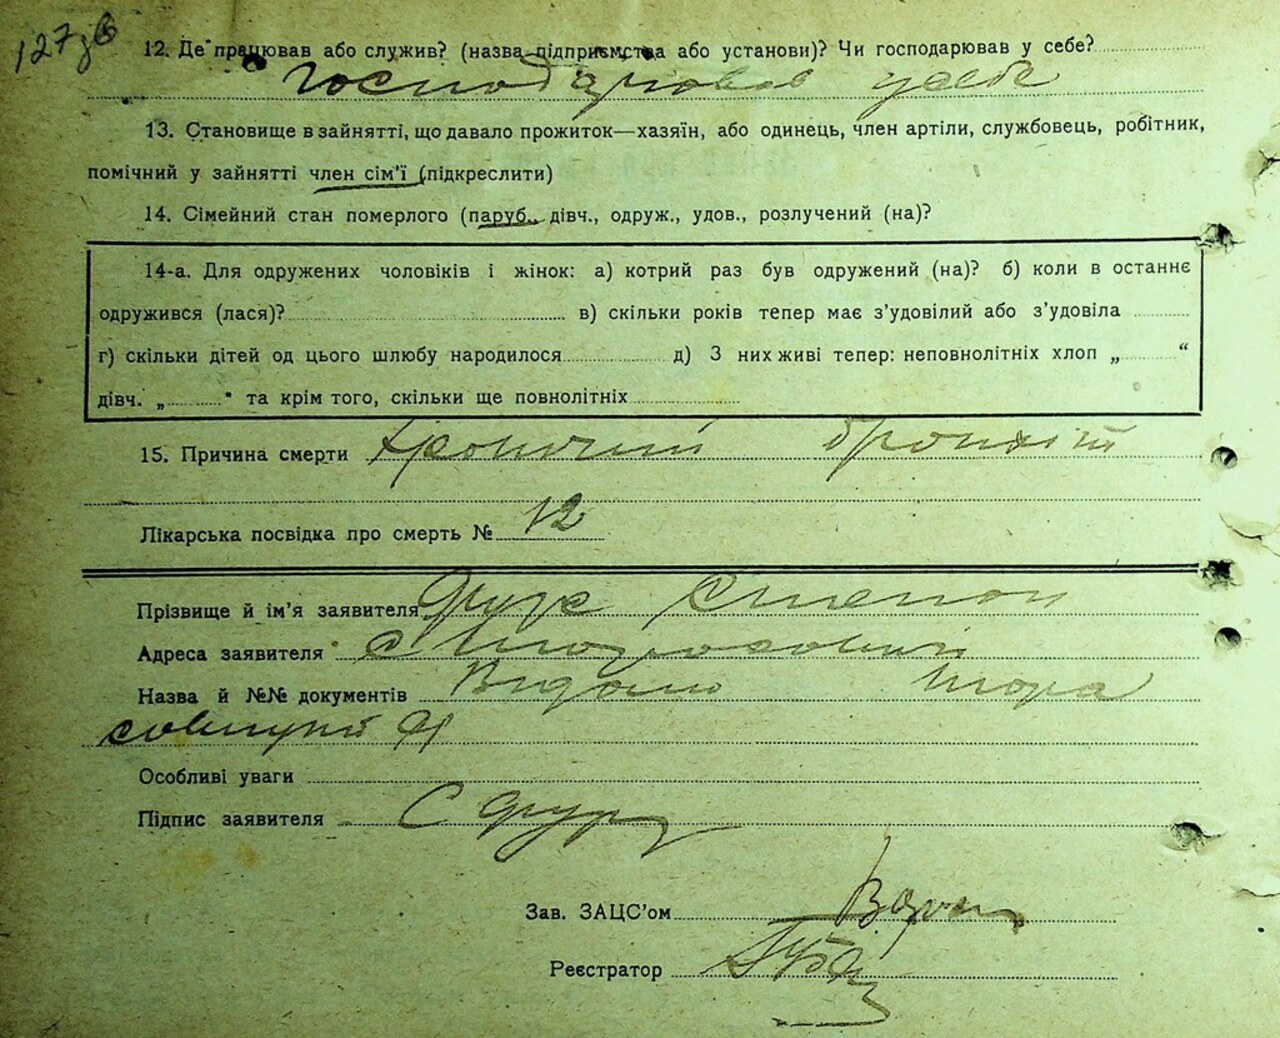 127зв
12. Де працював або служив? (назва підприємства або установи)? Чи господарював у себе?
Господарював у себе
13. Становище в зайнятті, що давало прожиток—хазяїн, або одинець, член артіли, службовець, робітник,
помічний у зайнятті член сім'ї (підкреслити)
14. Сімейний стан померлого (паруб., дівч., одруж., удов., розлучений (на)?
14-а. Для одружених чоловіків і жінок: а) котрий раз був одружений (на)? б) коли в останнє
одружився (лася)? в) скільки років тепер має з'удовілий або з'удовіла
г) скільки дітей од цього шлюбу народилося д) З них живі тепер: неповнолітніх хлоп „ “
дівч. „ “ та крім того, скільки ще повнолітніх
15. Причина смерти Хроночий бронхіт
Лікарська посвідка про смерть № 12
Прізвище й ім'я заявителя Степан
Адреса заявителя с
Назва й №№ документів Відомо
Особливі уваги
Підпис заявителя С
Зав. ЗАЦС'ом
Реєстратор